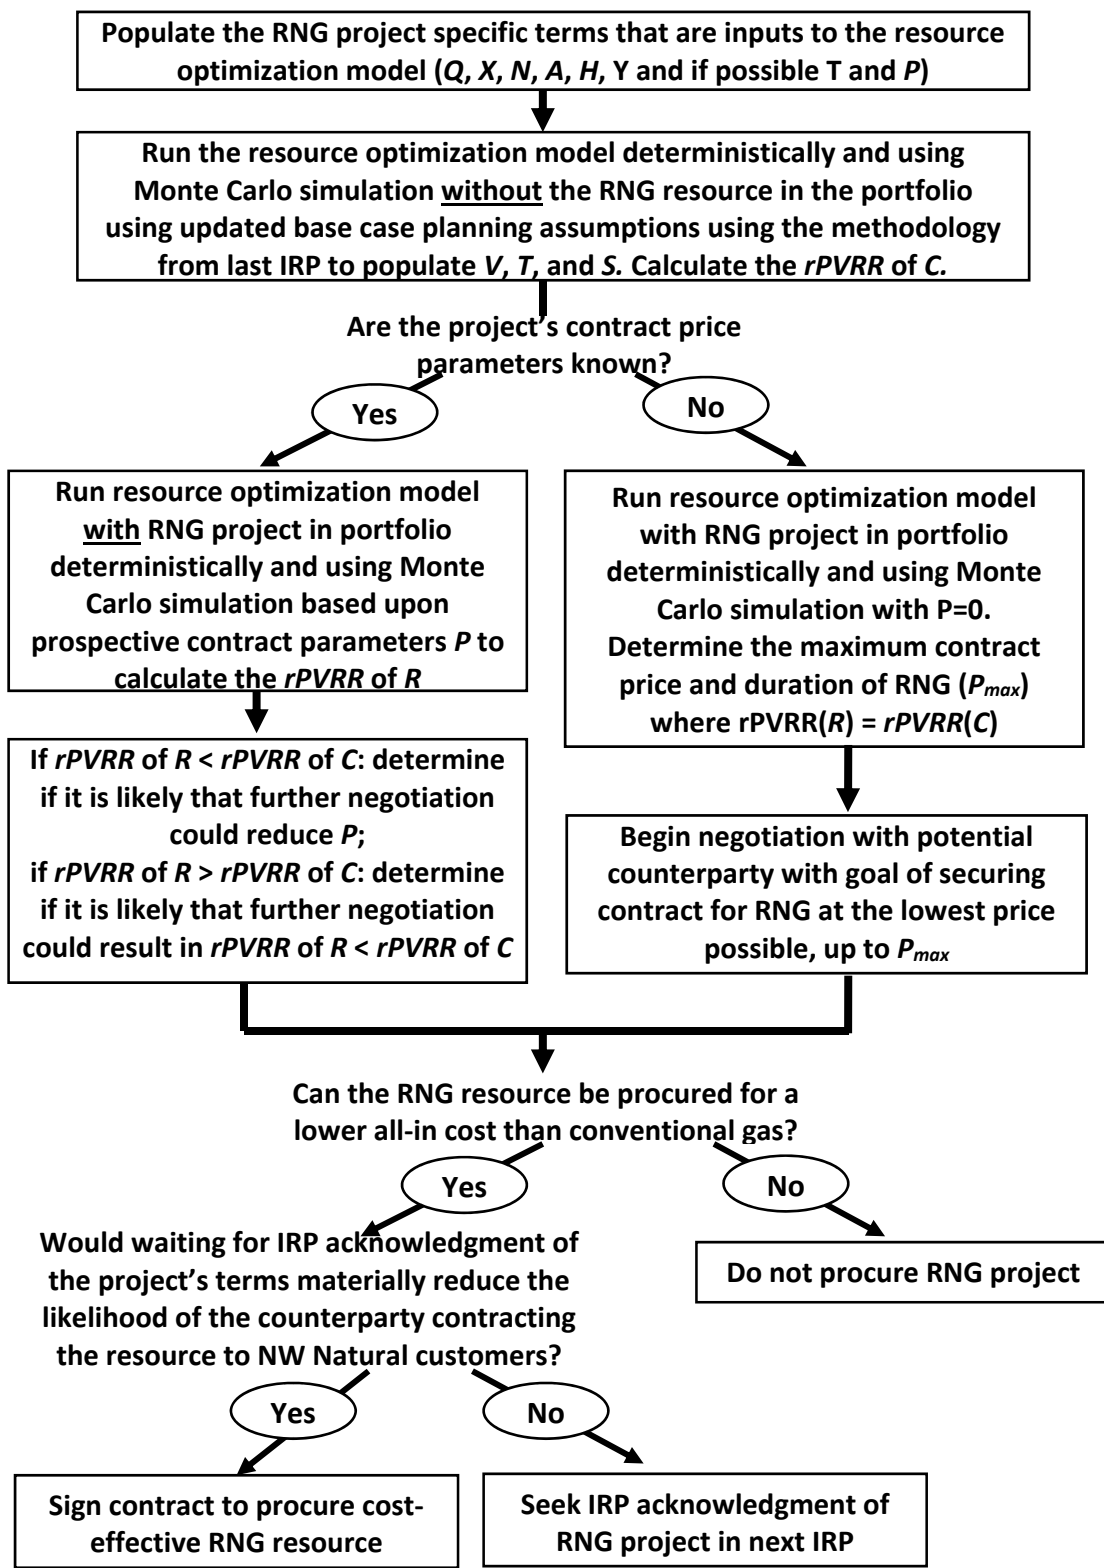 Populate the RNG project specific terms that are inputs to the resource
optimization model (Q, X, N, A, H, Y and if possible T and P)
Run the resource optimization model deterministically and using
Monte Carlo simulation without the RNG resource in the portfolio
using updated base case planning assumptions using the methodology
from last IRP to populate V, T, and S. Calculate the rPVRR of C.
Are the project's contract price
parameters known?
Yes
No
Run resource optimization model
with RNG project in portfolio
deterministically and using Monte
Carlo simulation based upon
prospective contract parameters P to
calculate the rPVRR of R
Run resource optimization model
with RNG project in portfolio
deterministically and using Monte
Carlo simulation with P=0.
Determine the maximum contract
price and duration of RNG (Pmax)
where rPVRR(R) = rPVRR(C)
If rPVRR of R < rPVRR of C: determine
if it is likely that further negotiation
could reduce P;
if rPVRR of R > rPVRR of C: determine
if it is likely that further negotiation
could result in rPVRR of R < rPVRR of C
Begin negotiation with potential
counterparty with goal of securing
contract for RNG at the lowest price
possible, up to Pmax
Can the RNG resource be procured for a
lower all-in cost than conventional gas?
Yes
No
Would waiting for IRP acknowledgment of
the project's terms materially reduce the
likelihood of the counterparty contracting
the resource to NW Natural customers?
Do not procure RNG project
Yes
No
Sign contract to procure cost-
effective RNG resource
Seek IRP acknowledgment of
RNG project in next IRP